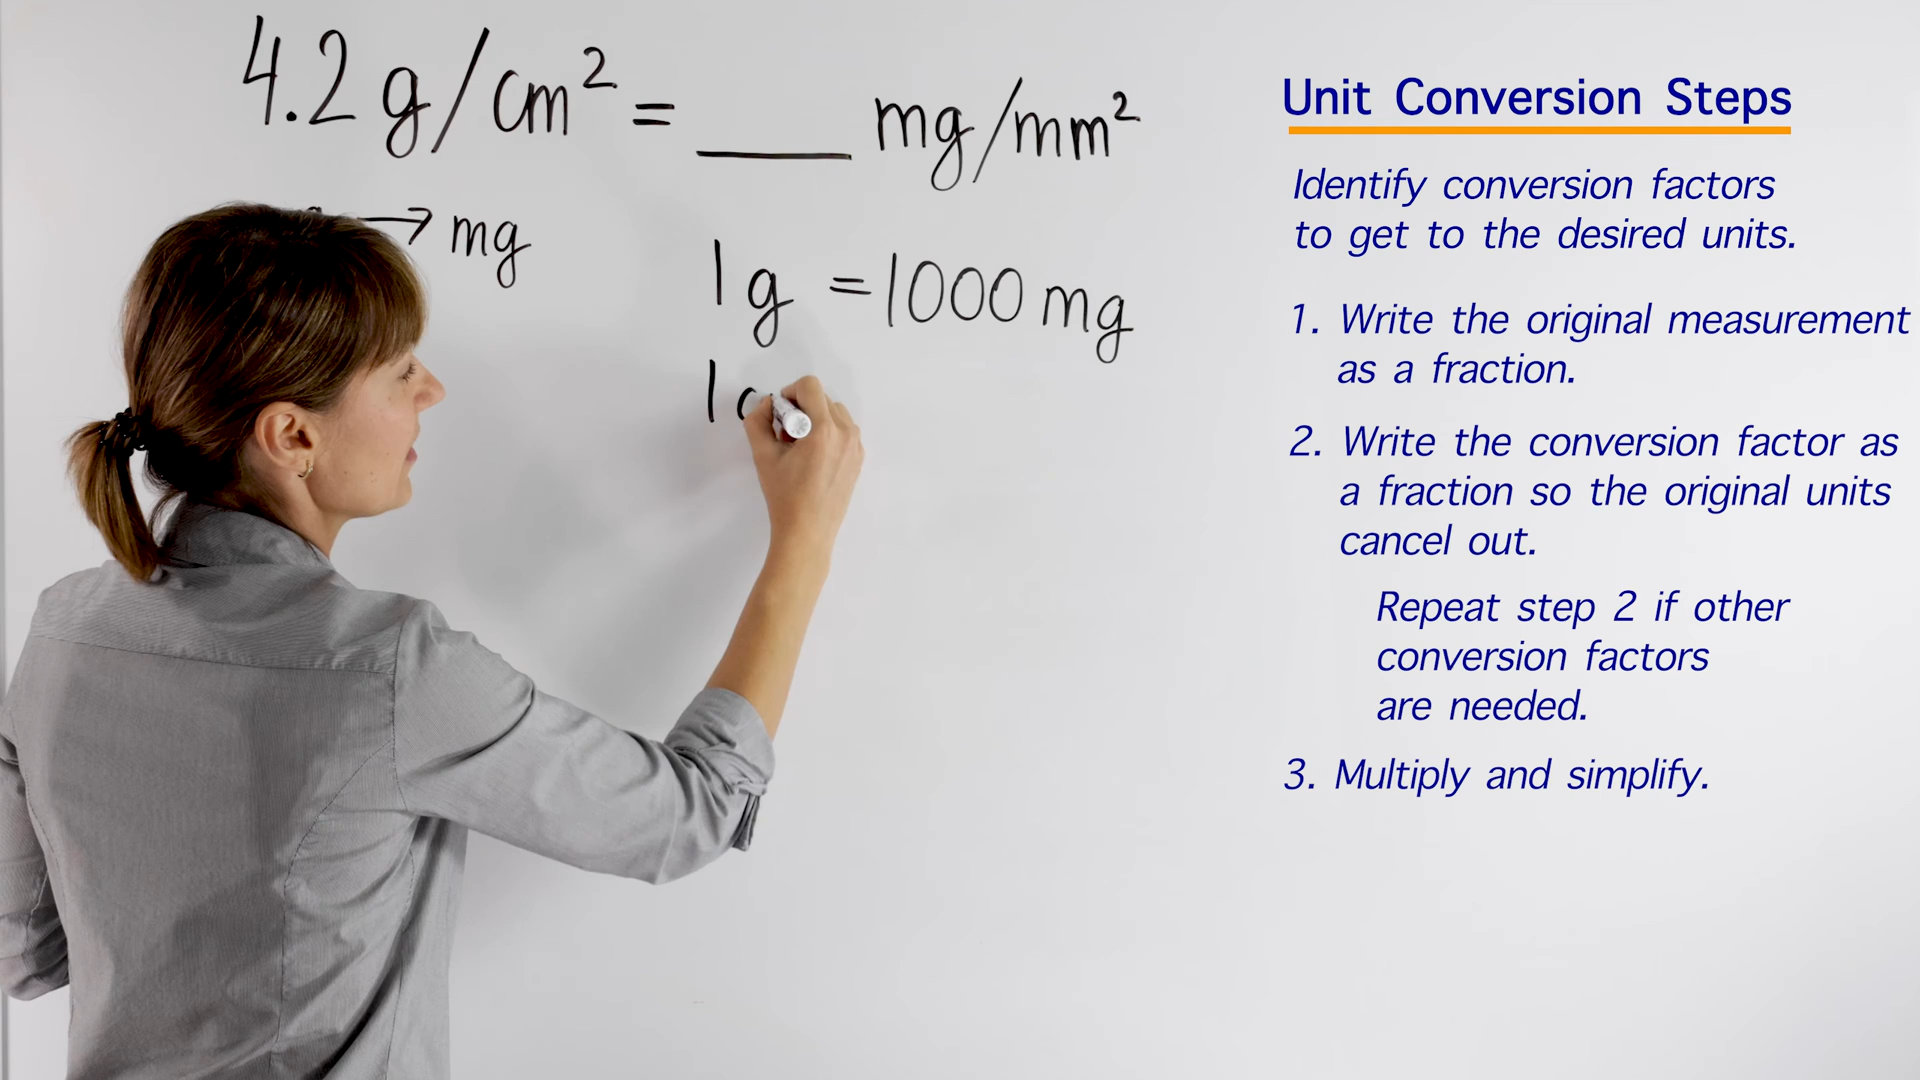 4.2 g/cm² = ___ mg/mm²
→ mg
1 g = 1000 mg
1 c
Unit Conversion Steps
Identify conversion factors
to get to the desired units.
1. Write the original measurement
as a fraction.
2. Write the conversion factor as
a fraction so the original units
cancel out.
Repeat step 2 if other
conversion factors
are needed.
3. Multiply and simplify.